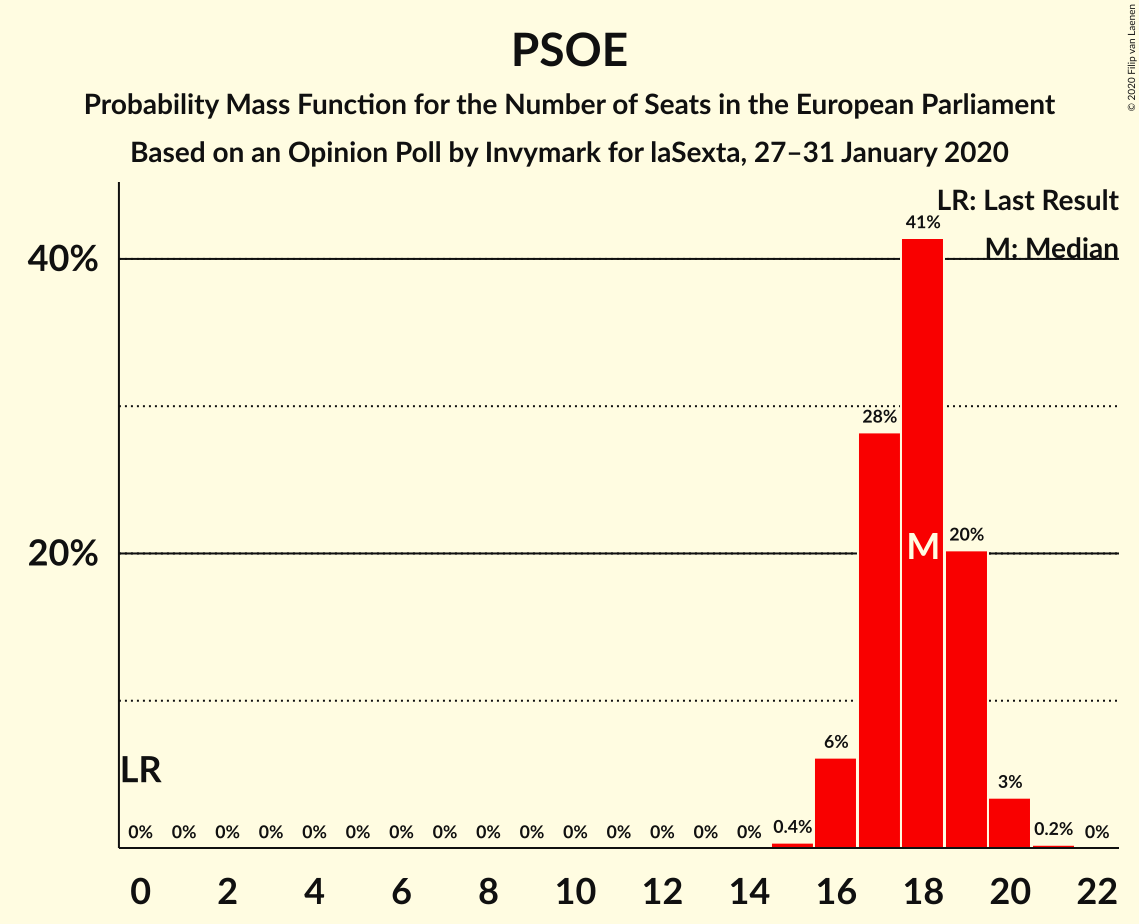 PSOE
Probability Mass Function for the Number of Seats in the European Parliament
Based on an Opinion Poll by Invymark for laSexta, 27–31 January 2020
© 2020 Filip van Laenen
LR: Last Result
M: Median
40%
20%
41%
28%
M
20%
6%
3%
LR
0% 0% 0% 0% 0% 0% 0% 0% 0% 0% 0% 0% 0% 0% 0% 0.4% 0.2% 0%
0 2 4 6 8 10 12 14 16 18 20 22